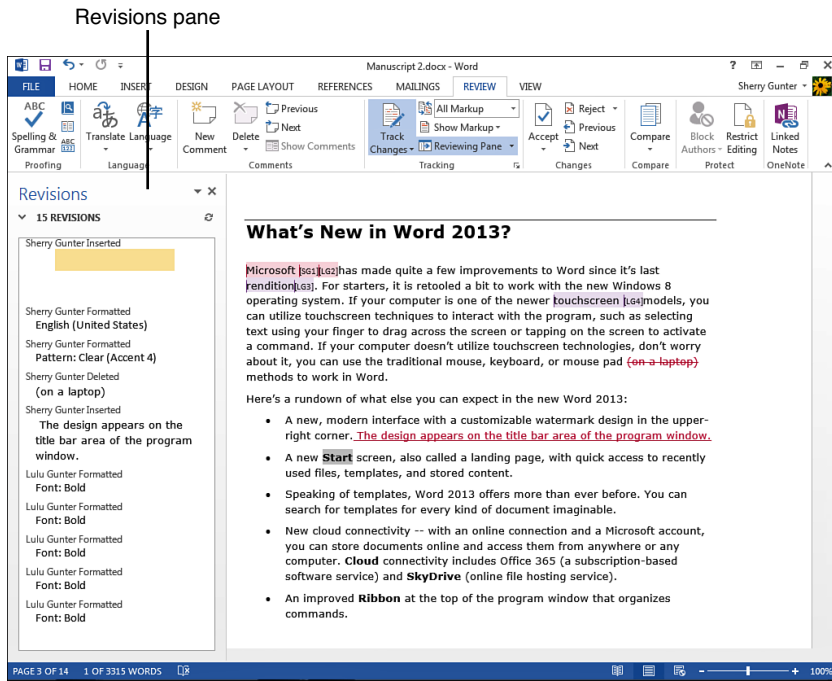 Revisions pane
Manuscript 2.docx - Word
FILE HOME INSERT DESIGN PAGE LAYOUT REFERENCES MAILINGS REVIEW VIEW Sherry Gunter
ABC
Spelling & Grammar
ABC
123
Translate
Language
New Comment
Delete
Previous
Next
Show Comments
Track Changes
All Markup
Show Markup
Reviewing Pane
Accept
Reject
Previous
Next
Compare
Block Authors
Restrict Editing
Linked Notes
Proofing Language Comments Tracking Changes Compare Protect OneNote
Revisions
15 REVISIONS
Sherry Gunter Inserted
Sherry Gunter Formatted
English (United States)
Sherry Gunter Formatted
Pattern: Clear (Accent 4)
Sherry Gunter Deleted
(on a laptop)
Sherry Gunter Inserted
The design appears on the
title bar area of the program
window.
Lulu Gunter Formatted
Font: Bold
Lulu Gunter Formatted
Font: Bold
Lulu Gunter Formatted
Font: Bold
Lulu Gunter Formatted
Font: Bold
Lulu Gunter Formatted
Font: Bold
What's New in Word 2013?
Microsoft [SG1][LG2]has made quite a few improvements to Word since it's last
rendition[LG3]. For starters, it is retooled a bit to work with the new Windows 8
operating system. If your computer is one of the newer touchscreen [LG4]models, you
can utilize touchscreen techniques to interact with the program, such as selecting
text using your finger to drag across the screen or tapping on the screen to activate
a command. If your computer doesn't utilize touchscreen technologies, don't worry
about it, you can use the traditional mouse, keyboard, or mouse pad (on a laptop)
methods to work in Word.
Here's a rundown of what else you can expect in the new Word 2013:
• A new, modern interface with a customizable watermark design in the upper-
right corner. The design appears on the title bar area of the program window.
• A new Start screen, also called a landing page, with quick access to recently
used files, templates, and stored content.
• Speaking of templates, Word 2013 offers more than ever before. You can
search for templates for every kind of document imaginable.
• New cloud connectivity -- with an online connection and a Microsoft account,
you can store documents online and access them from anywhere or any
computer. Cloud connectivity includes Office 365 (a subscription-based
software service) and SkyDrive (online file hosting service).
• An improved Ribbon at the top of the program window that organizes
commands.
PAGE 3 OF 14 1 OF 3315 WORDS 100%